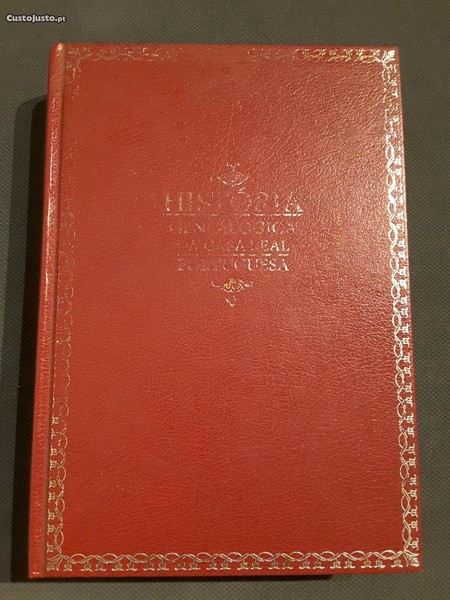 CustoJusto.pt
HISTÓRIA
GENEALÓGICA
DA CASA REAL
PORTUGUESA